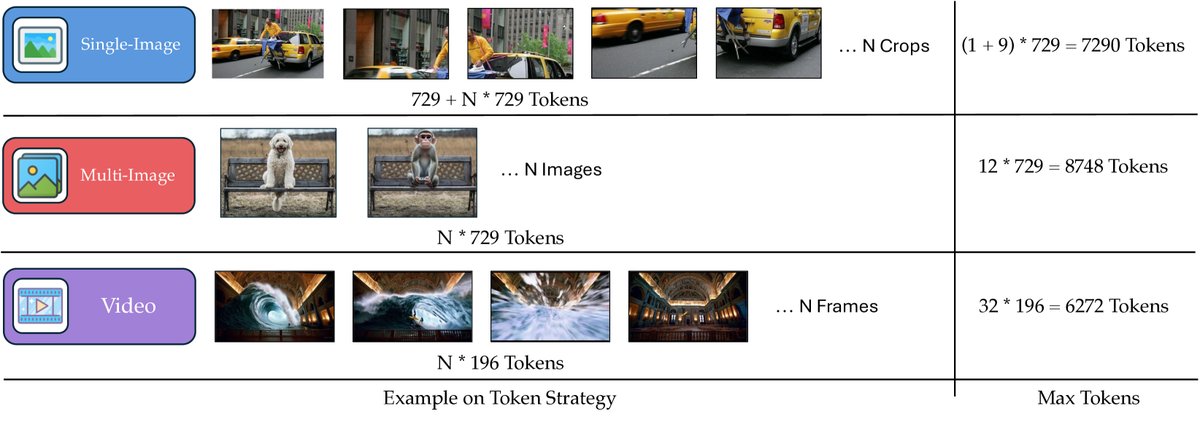 Single-Image
... N Crops
(1 + 9) * 729 = 7290 Tokens
729 + N * 729 Tokens
Multi-Image
... N Images
12 * 729 = 8748 Tokens
N * 729 Tokens
Video
... N Frames
32 * 196 = 6272 Tokens
N * 196 Tokens
Example on Token Strategy
Max Tokens